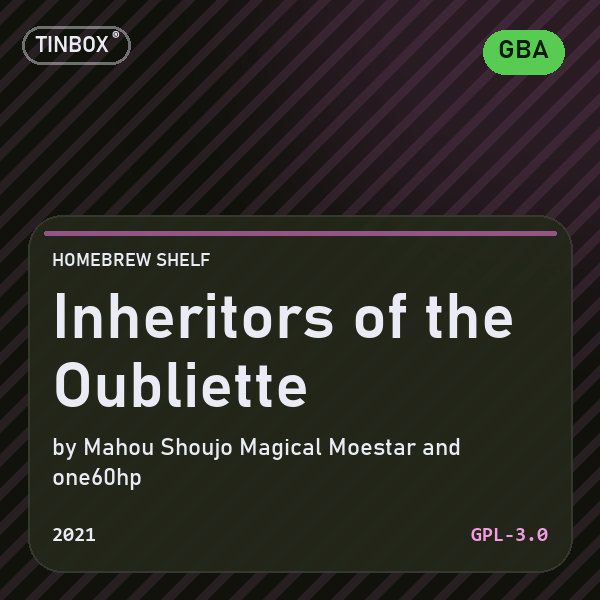 TINBOX®
GBA
HOMEBREW SHELF
Inheritors of the
Oubliette
by Mahou Shoujo Magical Moestar and
one60hp
2021
GPL-3.0